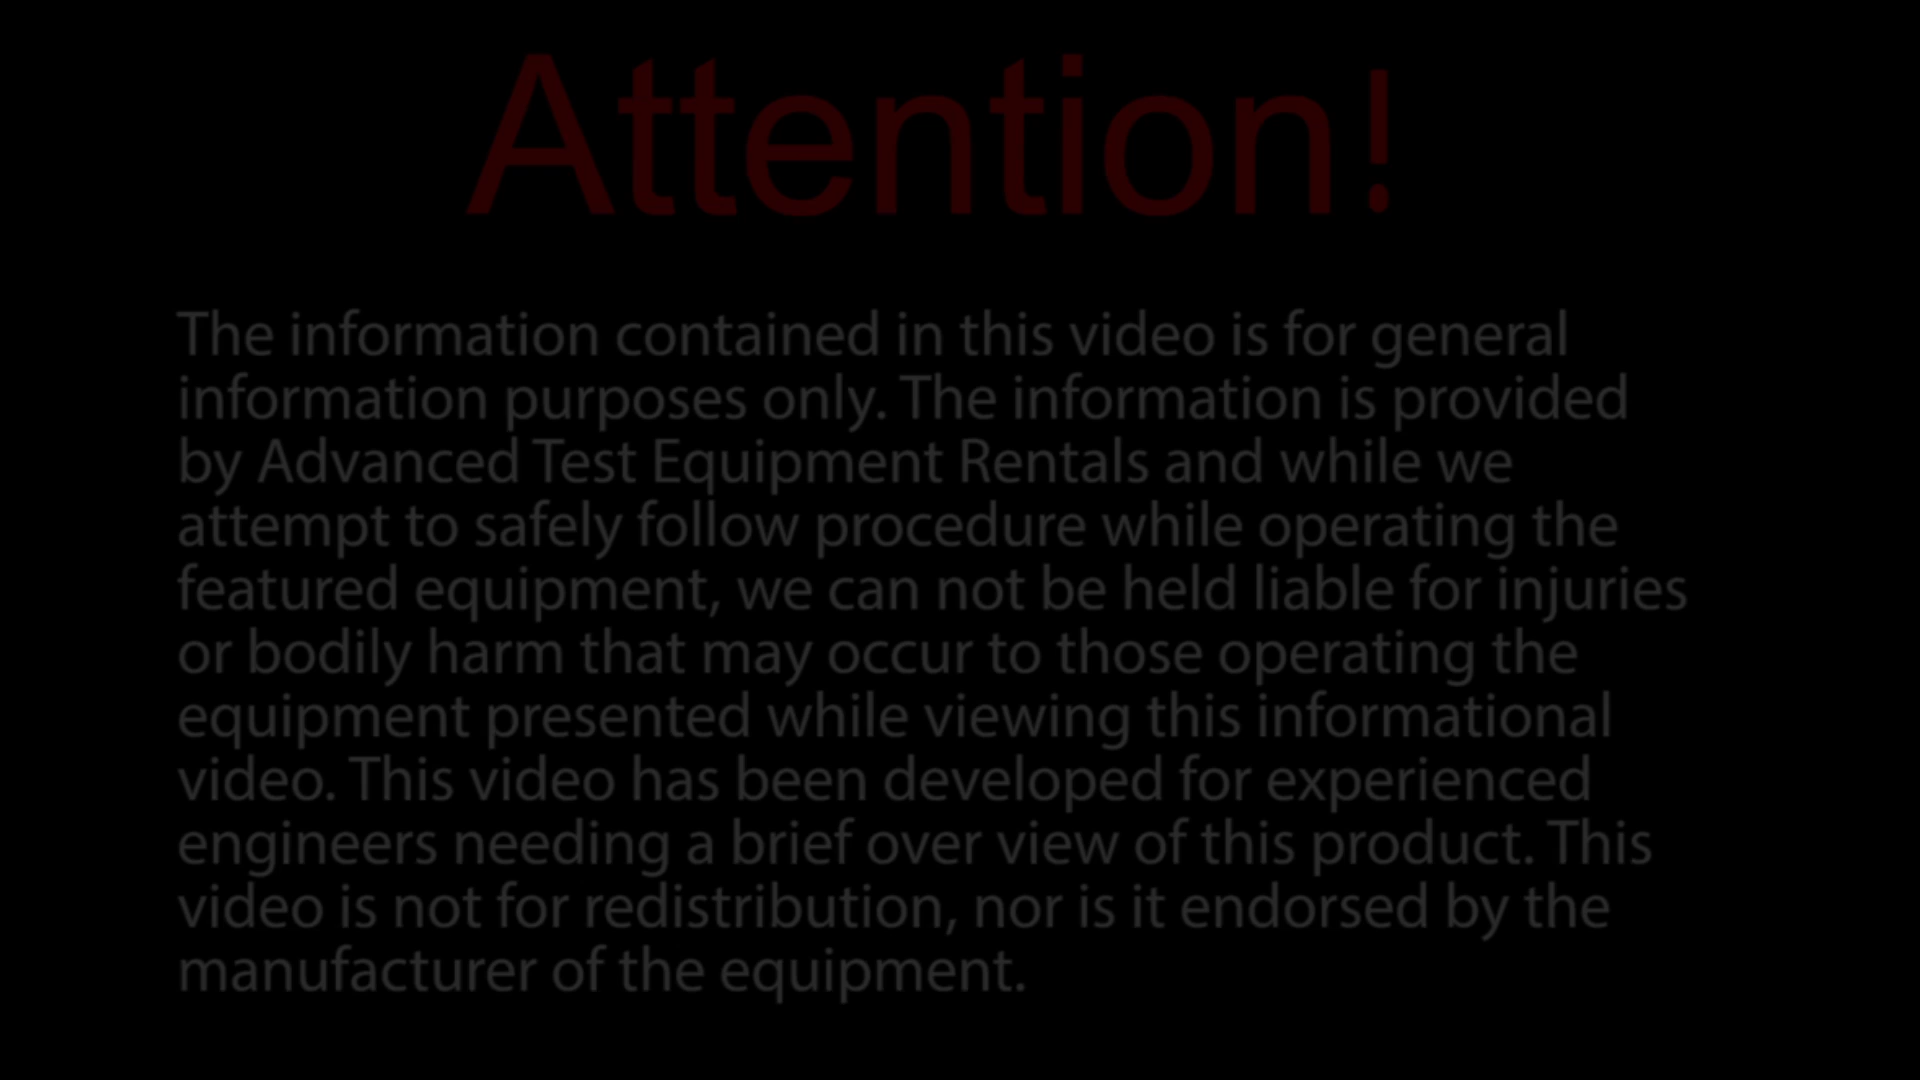 Attention!
The information contained in this video is for general
information purposes only. The information is provided
by Advanced Test Equipment Rentals and while we
attempt to safely follow procedure while operating the
featured equipment, we can not be held liable for injuries
or bodily harm that may occur to those operating the
equipment presented while viewing this informational
video. This video has been developed for experienced
engineers needing a brief over view of this product. This
video is not for redistribution, nor is it endorsed by the
manufacturer of the equipment.